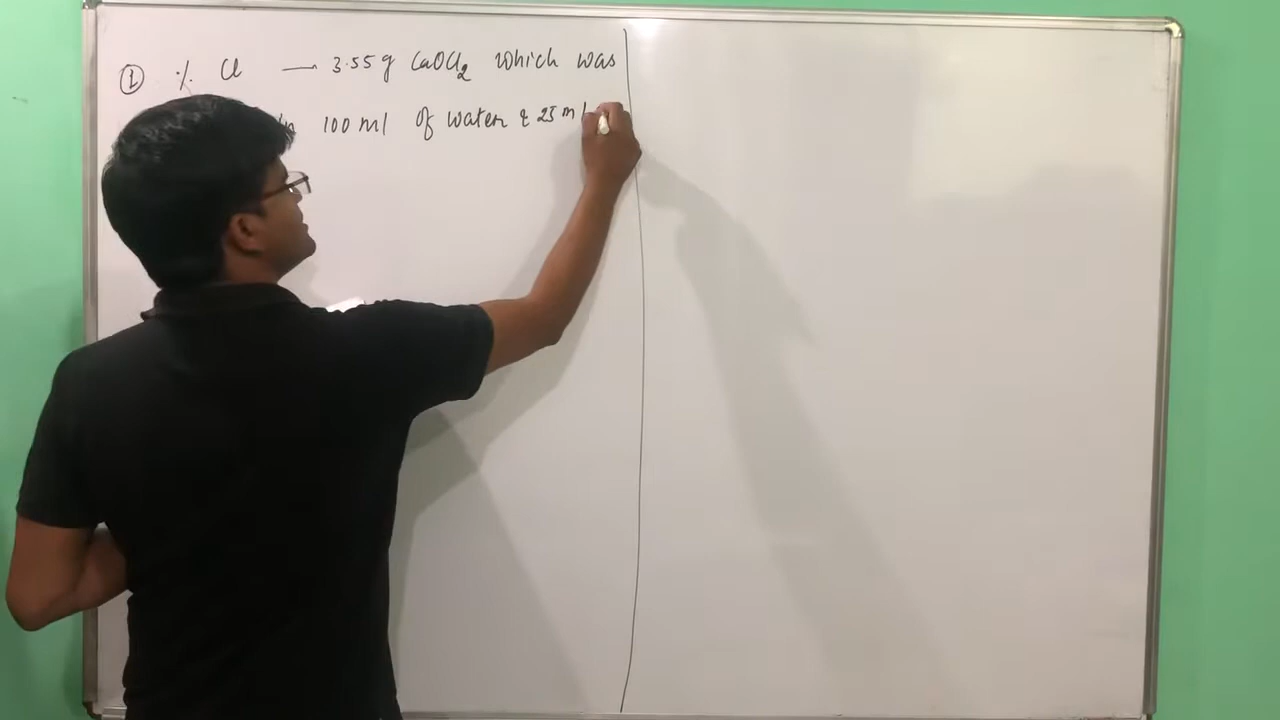 ① % Cl — 3.55 g CaOCl₂ which was
100 ml of water & 25 ml